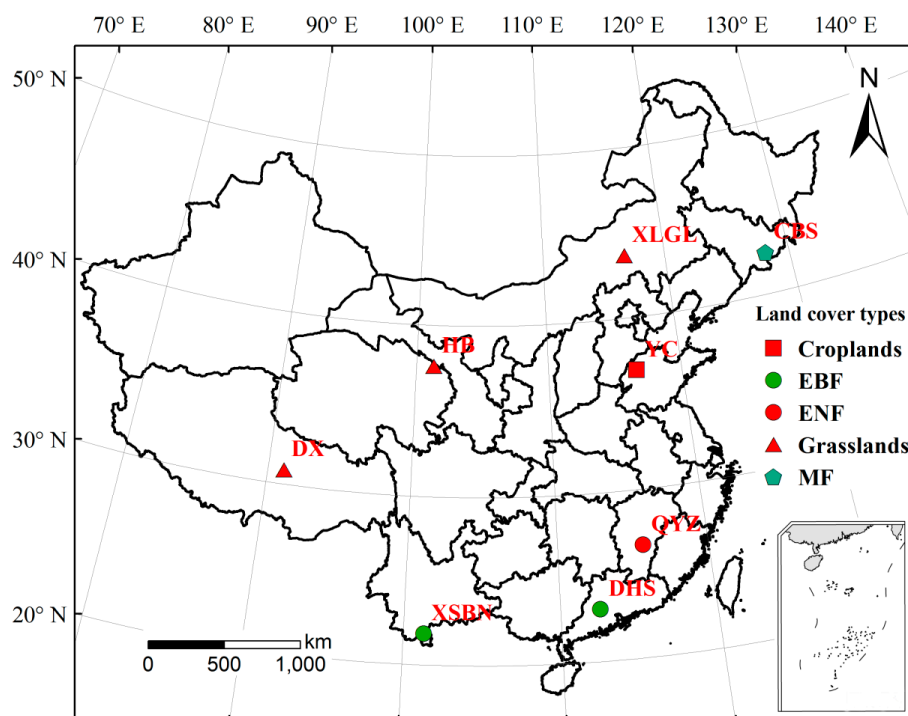 70° E 80° E 90° E 100° E 110° E 120° E 130° E 140° E
50° N
N
40° N
XLGL
CBS
Land cover types
Croplands
HB
YC
EBF
ENF
30° N
DX
Grasslands
MF
QYZ
DHS
20° N
XSBN
km
0 500 1,000